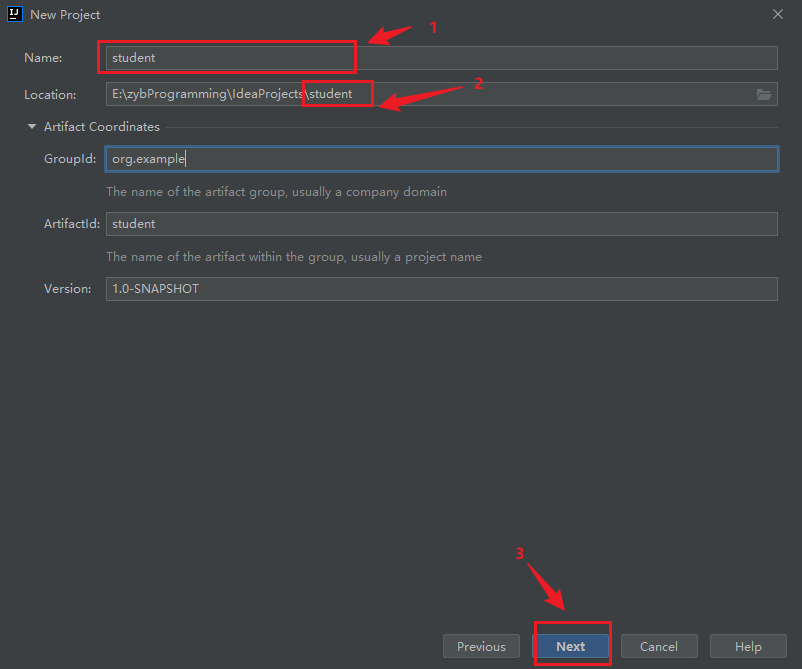 New Project
1
Name: student
2
Location: E:\zybProgramming\IdeaProjects\student
Artifact Coordinates
GroupId: org.example
The name of the artifact group, usually a company domain
ArtifactId: student
The name of the artifact within the group, usually a project name
Version: 1.0-SNAPSHOT
3
Previous Next Cancel Help